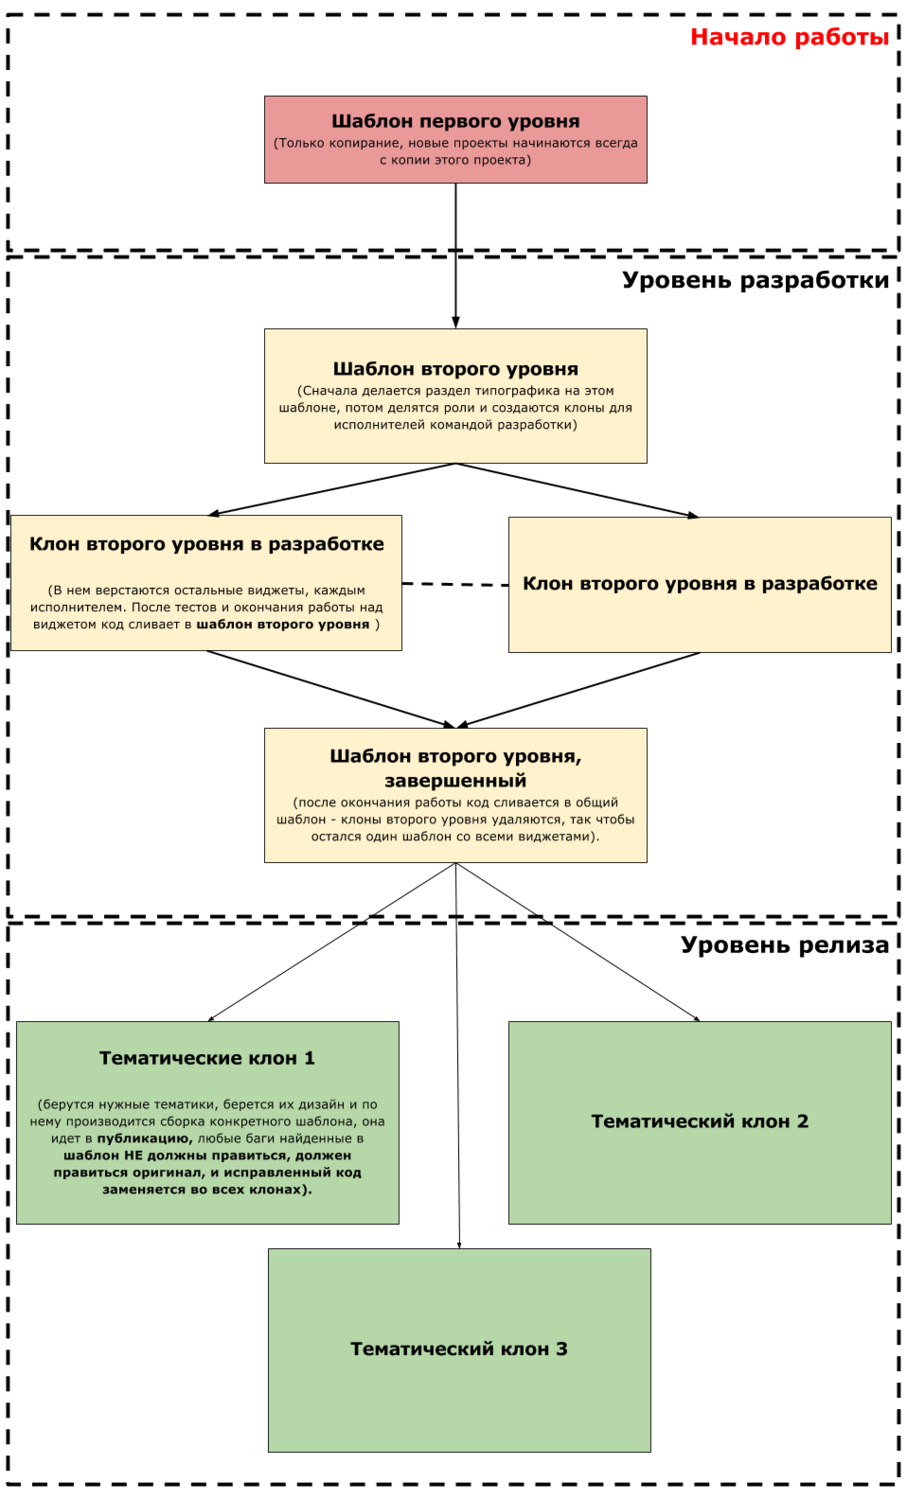 Начало работы
Шаблон первого уровня
(Только копирание, новые проекты начинаются всегда
с копии этого проекта)
Уровень разработки
Шаблон второго уровня
(Сначала делается раздел типографика на этом
шаблоне, потом делятся роли и создаются клоны для
исполнителей командой разработки)
Клон второго уровня в разработке
(В нем верстаются остальные виджеты, каждым
исполнителем. После тестов и окончания работы над
виджетом код сливает в шаблон второго уровня )
Клон второго уровня в разработке
Шаблон второго уровня,
завершенный
(после окончания работы код сливается в общий
шаблон - клоны второго уровня удаляются, так чтобы
остался один шаблон со всеми виджетами).
Уровень релиза
Тематические клон 1
(берутся нужные тематики, берется их дизайн и по
нему производится сборка конкретного шаблона, она
идет в публикацию, любые баги найденные в
шаблон НЕ должны правиться, должен
правиться оригинал, и исправленный код
заменяется во всех клонах).
Тематический клон 2
Тематический клон 3